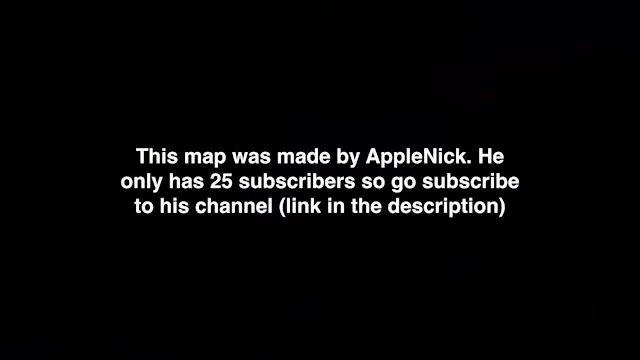 This map was made by AppleNick. He
only has 25 subscribers so go subscribe
to his channel (link in the description)